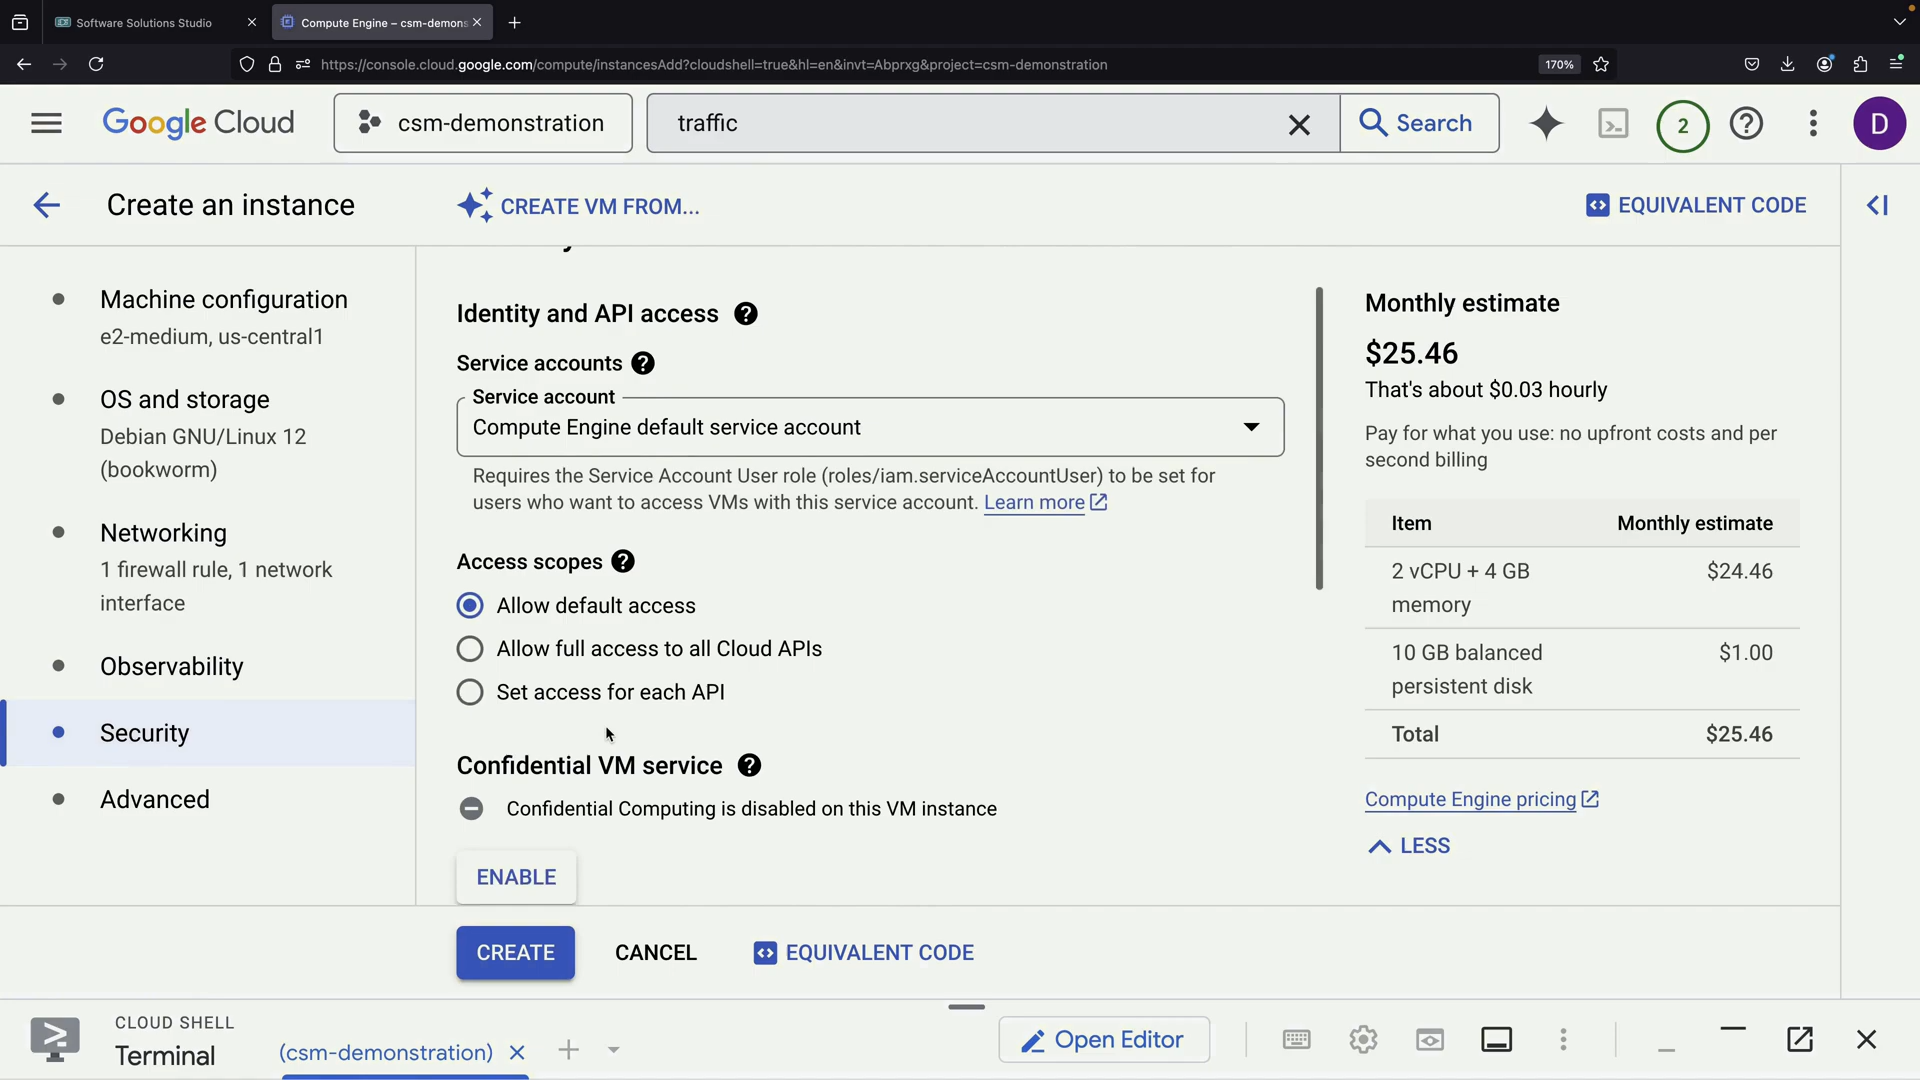 Software Solutions Studio
Compute Engine – csm-demons
https://console.cloud.google.com/compute/instancesAdd?cloudshell=true&hl=en&invt=Abprxg&project=csm-demonstration
170%
Google Cloud
csm-demonstration
traffic
Search
2
D
Create an instance
CREATE VM FROM...
EQUIVALENT CODE
Machine configuration
e2-medium, us-central1
OS and storage
Debian GNU/Linux 12
(bookworm)
Networking
1 firewall rule, 1 network
interface
Observability
Security
Advanced
Identity and API access
Service accounts
Service account
Compute Engine default service account
Requires the Service Account User role (roles/iam.serviceAccountUser) to be set for
users who want to access VMs with this service account. Learn more
Access scopes
Allow default access
Allow full access to all Cloud APIs
Set access for each API
Confidential VM service
Confidential Computing is disabled on this VM instance
ENABLE
Monthly estimate
$25.46
That's about $0.03 hourly
Pay for what you use: no upfront costs and per
second billing
Item Monthly estimate
2 vCPU + 4 GB $24.46
memory
10 GB balanced $1.00
persistent disk
Total $25.46
Compute Engine pricing
LESS
CREATE
CANCEL
EQUIVALENT CODE
CLOUD SHELL
Terminal
(csm-demonstration)
Open Editor